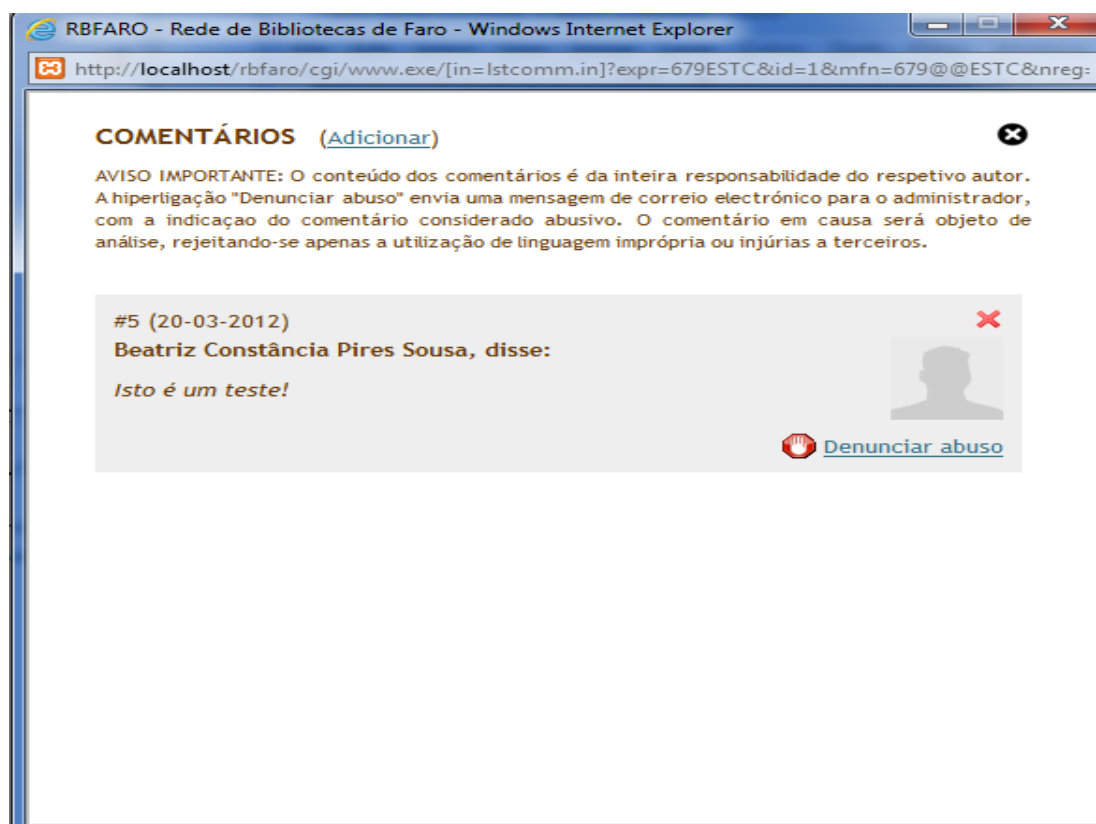 RBFARO - Rede de Bibliotecas de Faro - Windows Internet Explorer
http://localhost/rbfaro/cgi/www.exe/[in=lstcomm.in]?expr=679ESTC&id=1&mfn=679@@ESTC&nreg=
COMENTÁRIOS (Adicionar)
AVISO IMPORTANTE: O conteúdo dos comentários é da inteira responsabilidade do respetivo autor.
A hiperligação "Denunciar abuso" envia uma mensagem de correio electrónico para o administrador,
com a indicaçao do comentário considerado abusivo. O comentário em causa será objeto de
análise, rejeitando-se apenas a utilização de linguagem imprópria ou injúrias a terceiros.
#5 (20-03-2012)
Beatriz Constância Pires Sousa, disse:
Isto é um teste!
Denunciar abuso